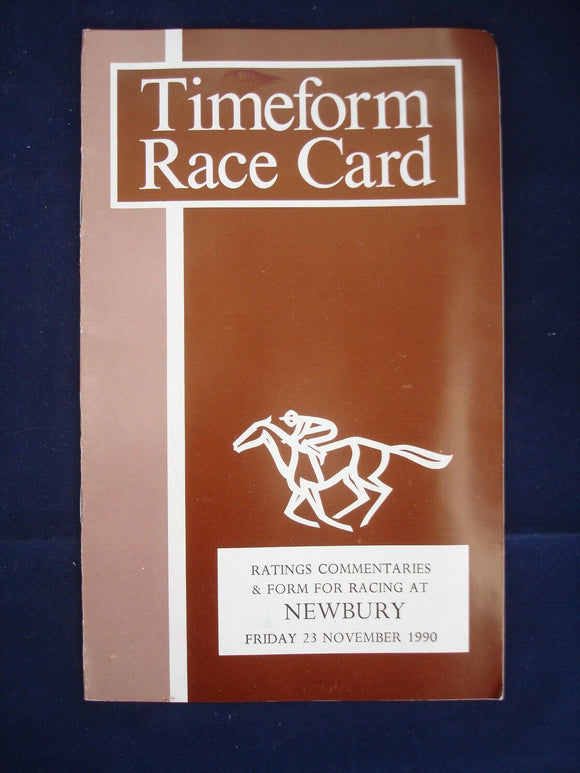 Timeform
Race Card
RATINGS COMMENTARIES
& FORM FOR RACING AT
NEWBURY
FRIDAY 23 NOVEMBER 1990